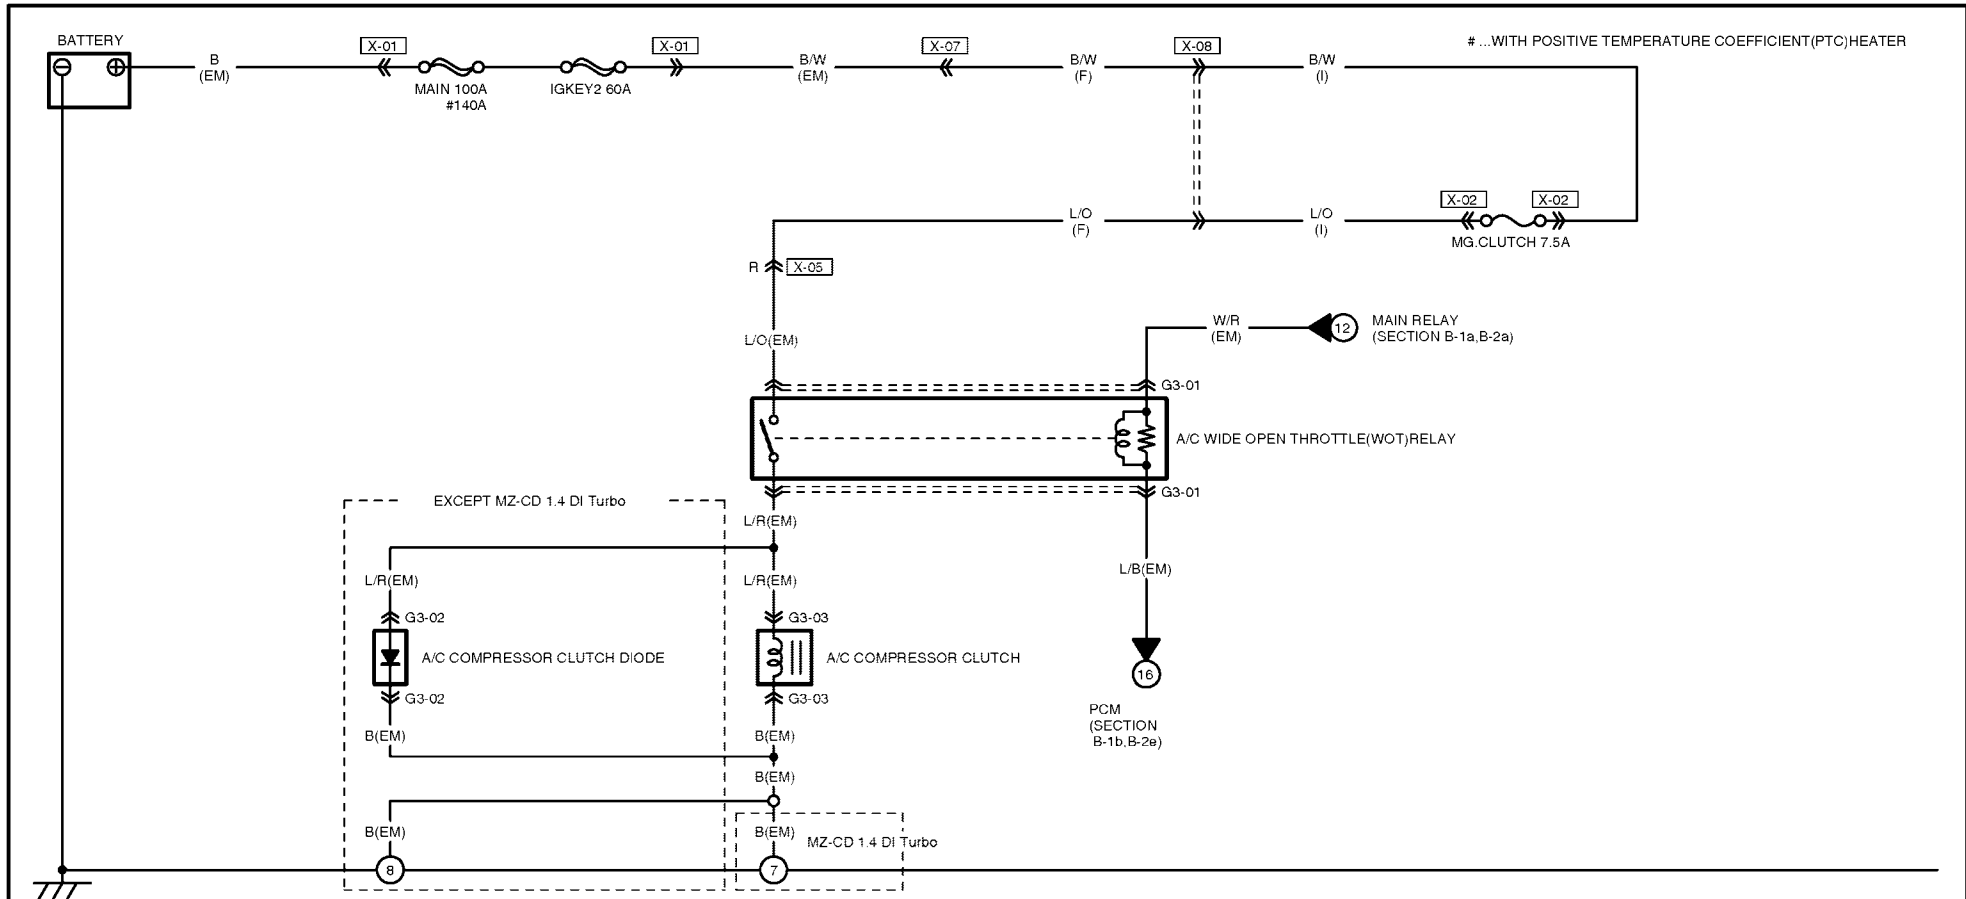 BATTERY
X-01
X-01
X-07
X-08
# ...WITH POSITIVE TEMPERATURE COEFFICIENT(PTC)HEATER
B
(EM)
MAIN 100A
#140A
IGKEY2 60A
B/W
(EM)
B/W
(F)
B/W
(I)
L/O
(F)
L/O
(I)
X-02
X-02
MG.CLUTCH 7.5A
R
X-05
L/O(EM)
W/R
(EM)
12
MAIN RELAY
(SECTION B-1a,B-2a)
G3-01
A/C WIDE OPEN THROTTLE(WOT)RELAY
G3-01
EXCEPT MZ-CD 1.4 DI Turbo
L/R(EM)
L/R(EM)
L/R(EM)
L/B(EM)
G3-02
G3-03
A/C COMPRESSOR CLUTCH DIODE
A/C COMPRESSOR CLUTCH
G3-02
G3-03
16
PCM
(SECTION
B-1b,B-2e)
B(EM)
B(EM)
B(EM)
B(EM)
B(EM)
MZ-CD 1.4 DI Turbo
8
7